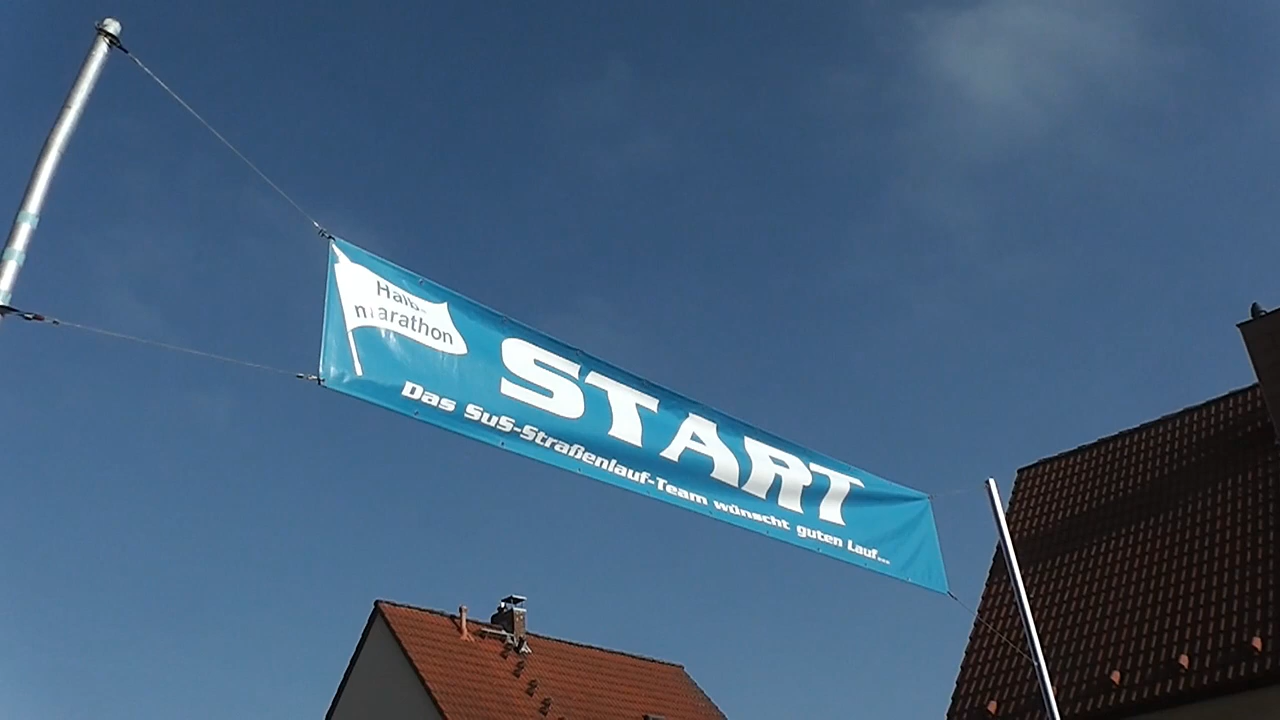 Halb-
marathon
START
Das SuS-Straßenlauf-Team wünscht guten Lauf...